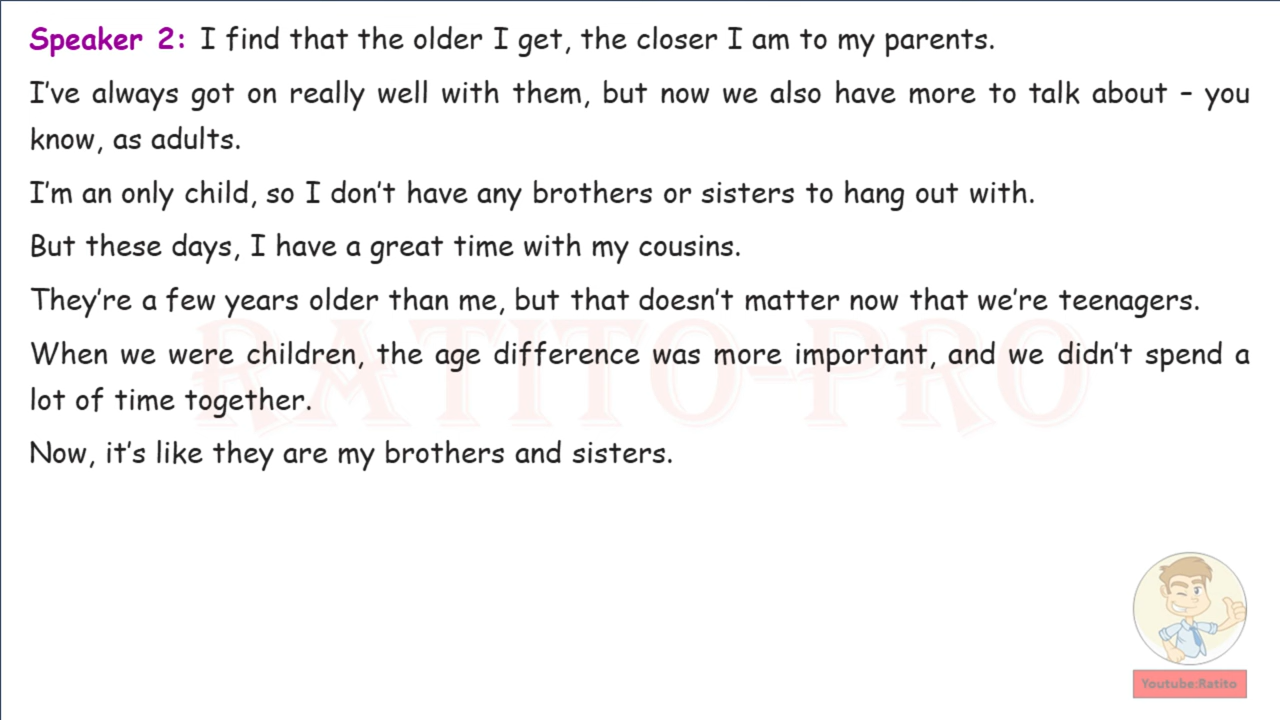 Speaker 2: I find that the older I get, the closer I am to my parents.
I've always got on really well with them, but now we also have more to talk about – you
know, as adults.
I'm an only child, so I don't have any brothers or sisters to hang out with.
But these days, I have a great time with my cousins.
They're a few years older than me, but that doesn't matter now that we're teenagers.
RATITO-PRO
When we were children, the age difference was more important, and we didn't spend a
lot of time together.
Now, it's like they are my brothers and sisters.
Youtube:Ratito